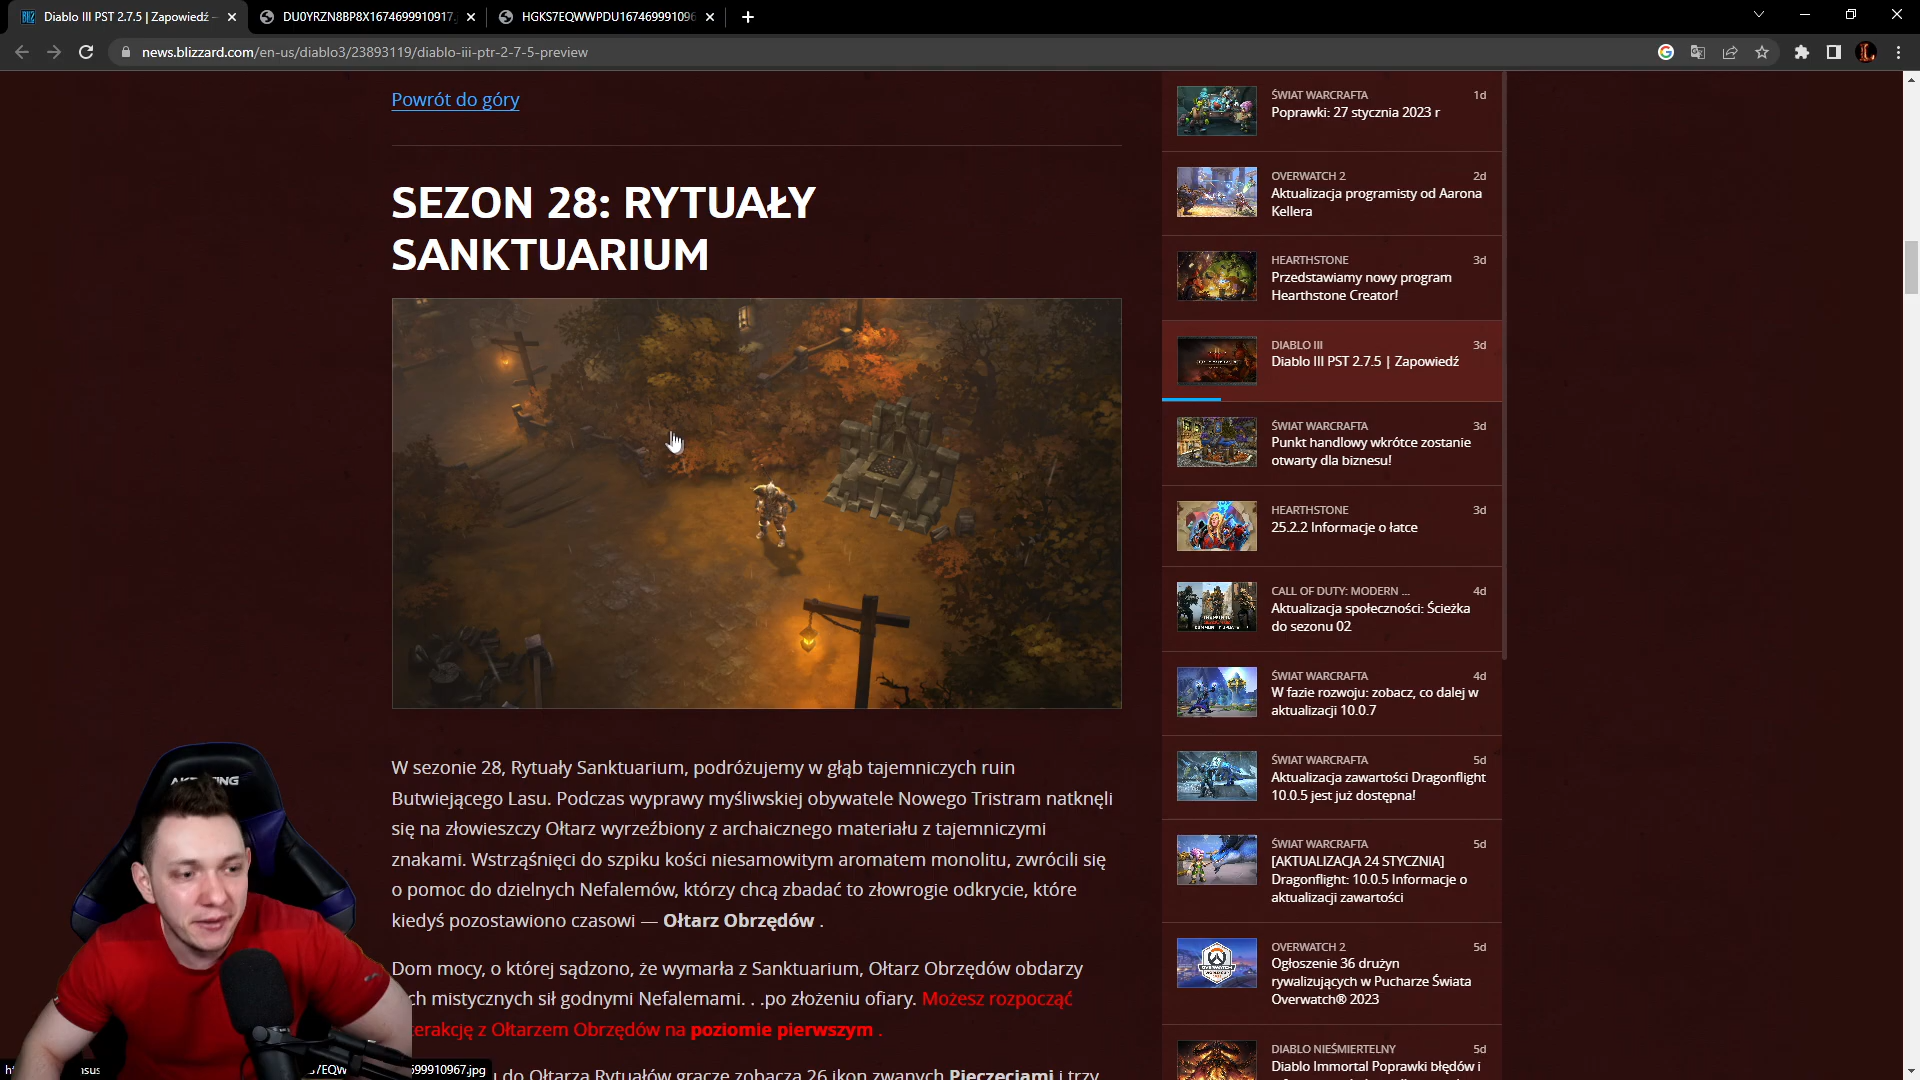 Diablo III PST 2.7.5 | Zapowiedź –
DU0YRZN8BP8X1674699910917.
HGKS7EQWWPDU1674699910967
news.blizzard.com/en-us/diablo3/23893119/diablo-iii-ptr-2-7-5-preview
Powrót do góry
SEZON 28: RYTUAŁY
SANKTUARIUM
W sezonie 28, Rytuały Sanktuarium, podróżujemy w głąb tajemniczych ruin
Butwiejącego Lasu. Podczas wyprawy myśliwskiej obywatele Nowego Tristram natknęli
się na złowieszczy Ołtarz wyrzeźbiony z archaicznego materiału z tajemniczymi
znakami. Wstrząśnięci do szpiku kości niesamowitym aromatem monolitu, zwrócili się
o pomoc do dzielnych Nefalemów, którzy chcą zbadać to złowrogie odkrycie, które
kiedyś pozostawiono czasowi — Ołtarz Obrzędów .
Dom mocy, o której sądzono, że wymarła z Sanktuarium, Ołtarz Obrzędów obdarzy
ch mistycznych sił godnymi Nefalemami. . .po złożeniu ofiary. Możesz rozpocząć
terakcję z Ołtarzem Obrzędów na poziomie pierwszym .
u do Ołtarza Rytuałów gracze zobaczą 26 ikon zwanych Pieczęciami i trzy
ŚWIAT WARCRAFTA 1d
Poprawki: 27 stycznia 2023 r
OVERWATCH 2 2d
Aktualizacja programisty od Aarona
Kellera
HEARTHSTONE 3d
Przedstawiamy nowy program
Hearthstone Creator!
DIABLO III 3d
Diablo III PST 2.7.5 | Zapowiedź
ŚWIAT WARCRAFTA 3d
Punkt handlowy wkrótce zostanie
otwarty dla biznesu!
HEARTHSTONE 3d
25.2.2 Informacje o łatce
CALL OF DUTY: MODERN ... 4d
Aktualizacja społeczności: Ścieżka
do sezonu 02
ŚWIAT WARCRAFTA 4d
W fazie rozwoju: zobacz, co dalej w
aktualizacji 10.0.7
ŚWIAT WARCRAFTA 5d
Aktualizacja zawartości Dragonflight
10.0.5 jest już dostępna!
ŚWIAT WARCRAFTA 5d
[AKTUALIZACJA 24 STYCZNIA]
Dragonflight: 10.0.5 Informacje o
aktualizacji zawartości
OVERWATCH 2 5d
Ogłoszenie 36 drużyn
rywalizujących w Pucharze Świata
Overwatch® 2023
DIABLO NIEŚMIERTELNY 5d
Diablo Immortal Poprawki błędów i